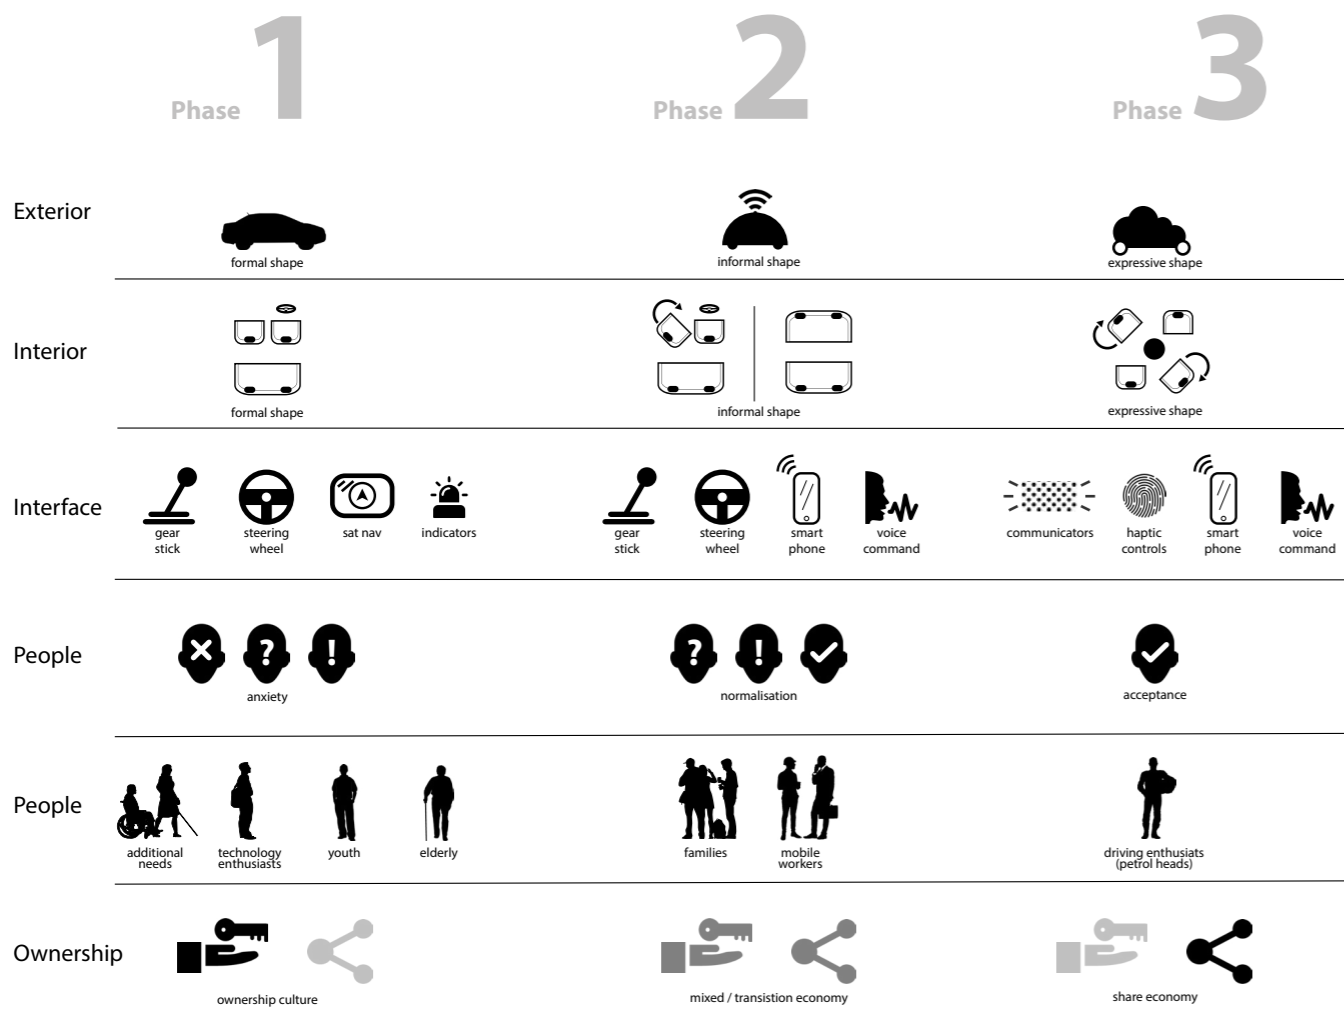 Phase 1
Phase 2
Phase 3
Exterior
formal shape
informal shape
expressive shape
Interior
formal shape
informal shape
expressive shape
Interface
gear
stick
steering
wheel
sat nav
indicators
gear
stick
steering
wheel
smart
phone
voice
command
communicators
haptic
controls
smart
phone
voice
command
People
? !
anxiety
? !
normalisation
acceptance
People
additional
needs
technology
enthusiasts
youth
elderly
families
mobile
workers
driving enthusiats
(petrol heads)
Ownership
ownership culture
mixed / transistion economy
share economy